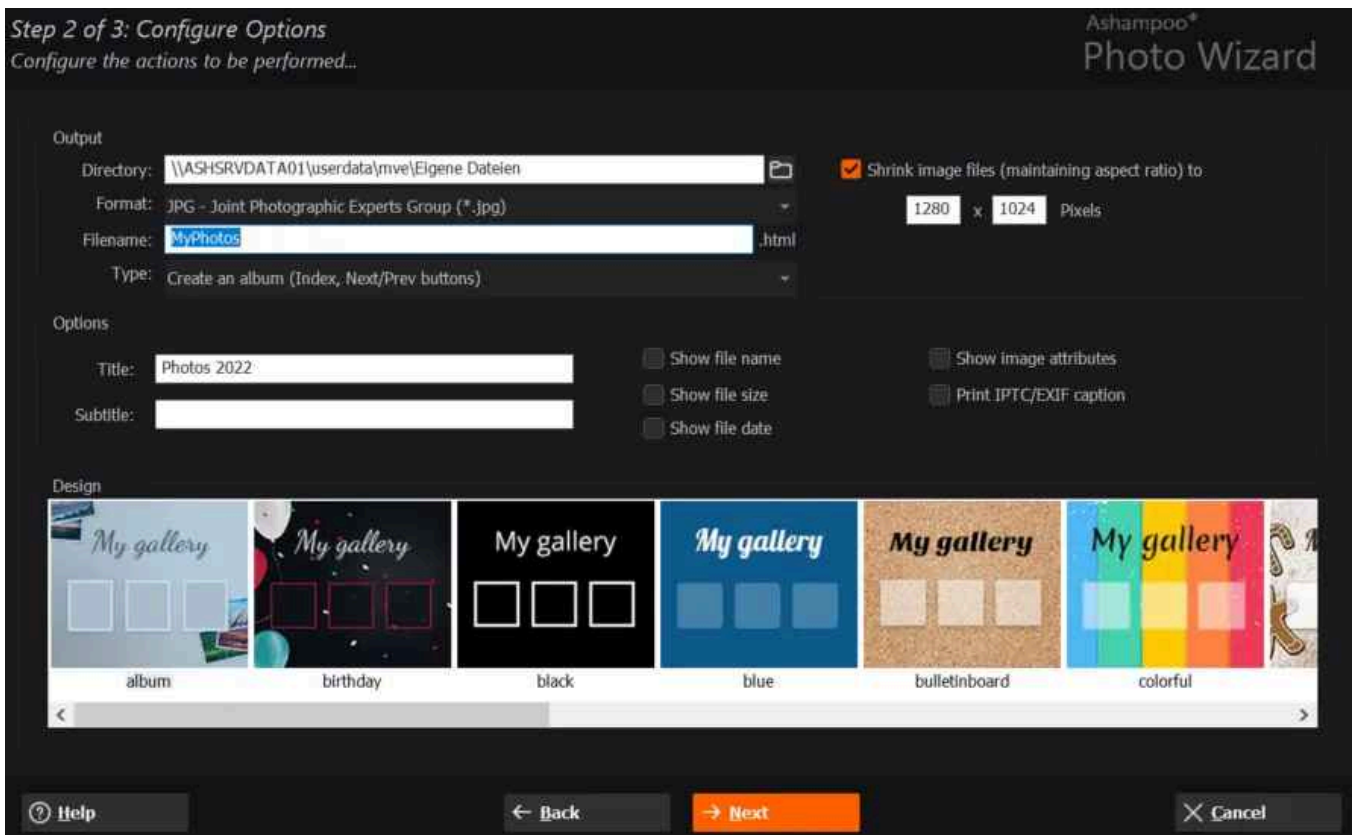 Step 2 of 3: Configure Options
Configure the actions to be performed...
Ashampoo®
Photo Wizard
Output
Directory: \\ASHSRVDATA01\userdata\mve\Eigene Dateien
Shrink image files (maintaining aspect ratio) to
Format: JPG - Joint Photographic Experts Group (*.jpg)
1280 x 1024 Pixels
Filename: MyPhotos .html
Type: Create an album (Index, Next/Prev buttons)
Options
Title: Photos 2022
Show file name
Show image attributes
Show file size
Print IPTC/EXIF caption
Subtitle:
Show file date
Design
My gallery
My gallery
My gallery
My gallery
My gallery
My gallery
album
birthday
black
blue
bulletinboard
colorful
Help
Back
Next
Cancel